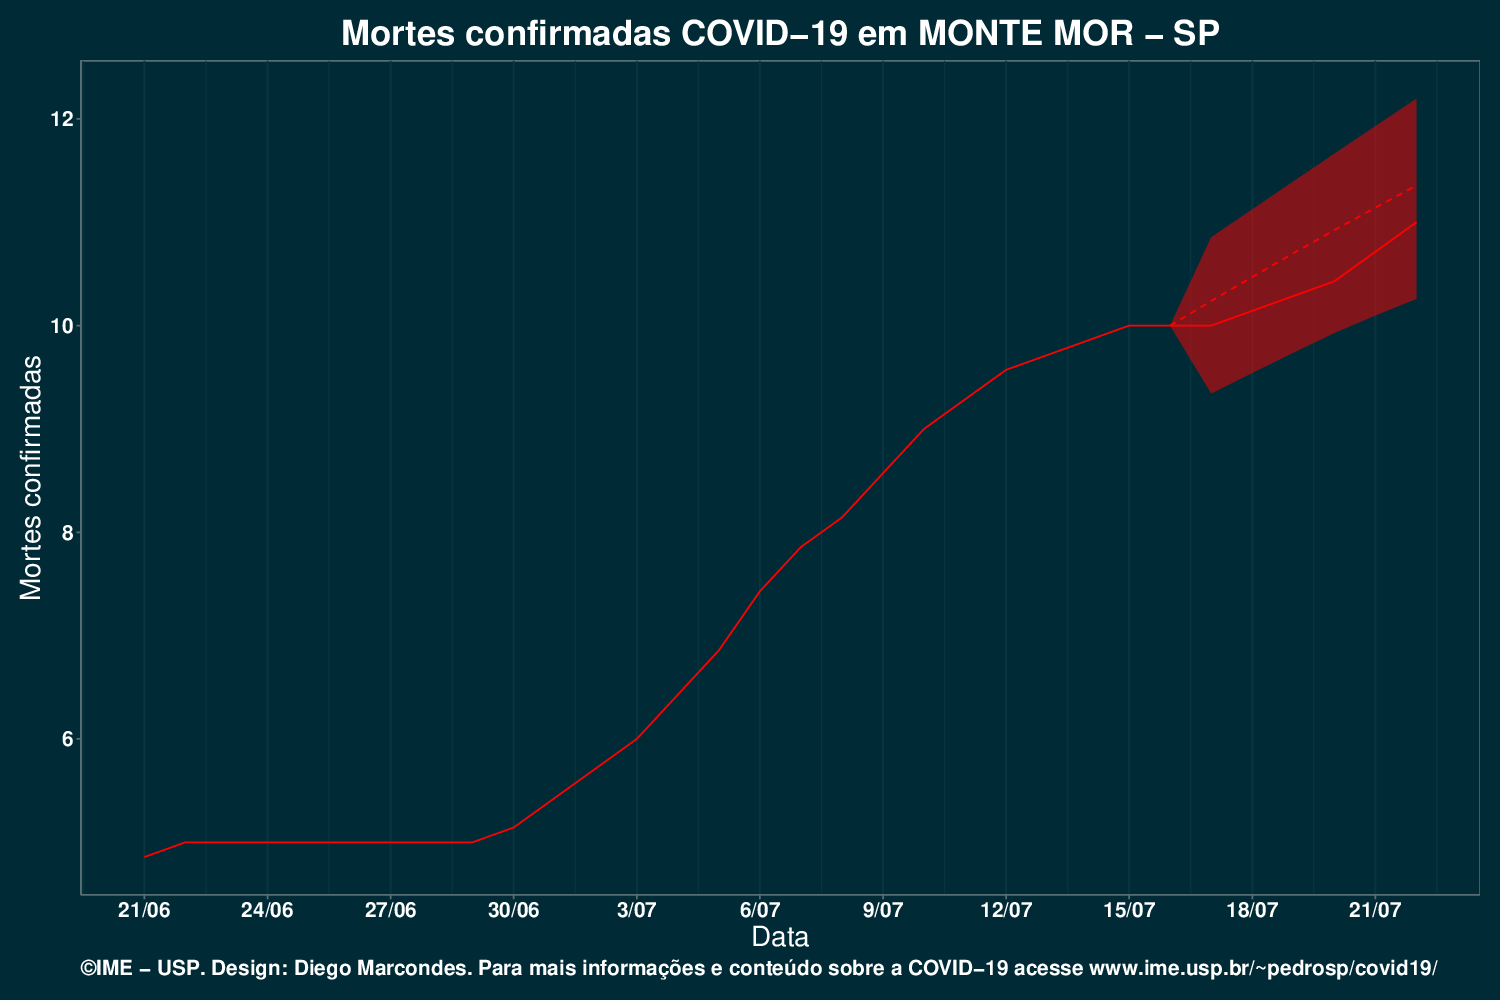 Mortes confirmadas COVID−19 em MONTE MOR − SP
12
10
8
6
Mortes confirmadas
21/06 24/06 27/06 30/06 3/07 6/07 9/07 12/07 15/07 18/07 21/07
Data
©IME − USP. Design: Diego Marcondes. Para mais informações e conteúdo sobre a COVID−19 acesse www.ime.usp.br/~pedrosp/covid19/